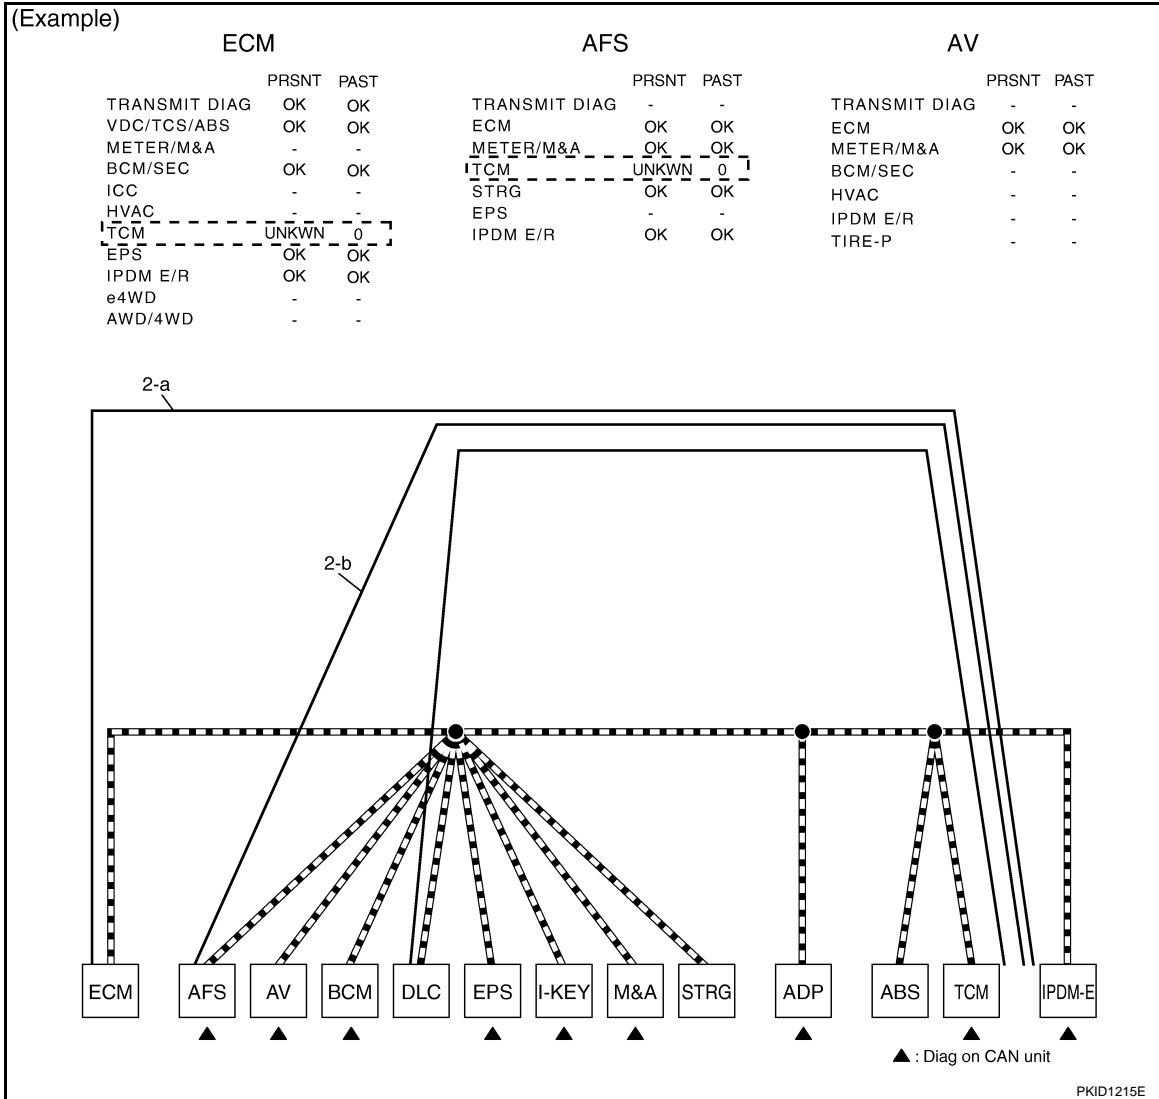 (Example)
ECM
PRSNT PAST
TRANSMIT DIAG OK OK
VDC/TCS/ABS OK OK
METER/M&A - -
BCM/SEC OK OK
ICC - -
HVAC - -
TCM UNKWN 0
EPS OK OK
IPDM E/R OK OK
e4WD - -
AWD/4WD - -
AFS
PRSNT PAST
TRANSMIT DIAG - -
ECM OK OK
METER/M&A OK OK
TCM UNKWN 0
STRG OK OK
EPS - -
IPDM E/R OK OK
AV
PRSNT PAST
TRANSMIT DIAG - -
ECM OK OK
METER/M&A OK OK
BCM/SEC - -
HVAC - -
IPDM E/R - -
TIRE-P - -
2-a
2-b
ECM AFS AV BCM DLC EPS I-KEY M&A STRG ADP ABS TCM IPDM-E
▲ : Diag on CAN unit
PKID1215E